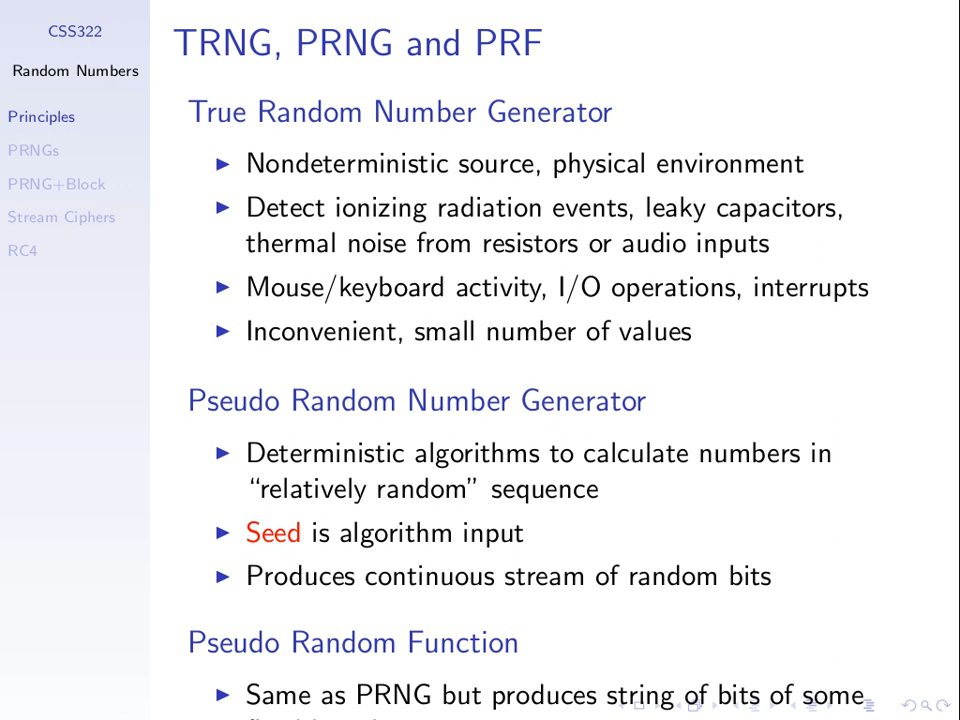 CSS322
Random Numbers
Principles
PRNGs
PRNG+Block
Stream Ciphers
RC4
TRNG, PRNG and PRF
True Random Number Generator
Nondeterministic source, physical environment
Detect ionizing radiation events, leaky capacitors,
thermal noise from resistors or audio inputs
Mouse/keyboard activity, I/O operations, interrupts
Inconvenient, small number of values
Pseudo Random Number Generator
Deterministic algorithms to calculate numbers in
“relatively random” sequence
Seed is algorithm input
Produces continuous stream of random bits
Pseudo Random Function
Same as PRNG but produces string of bits of some